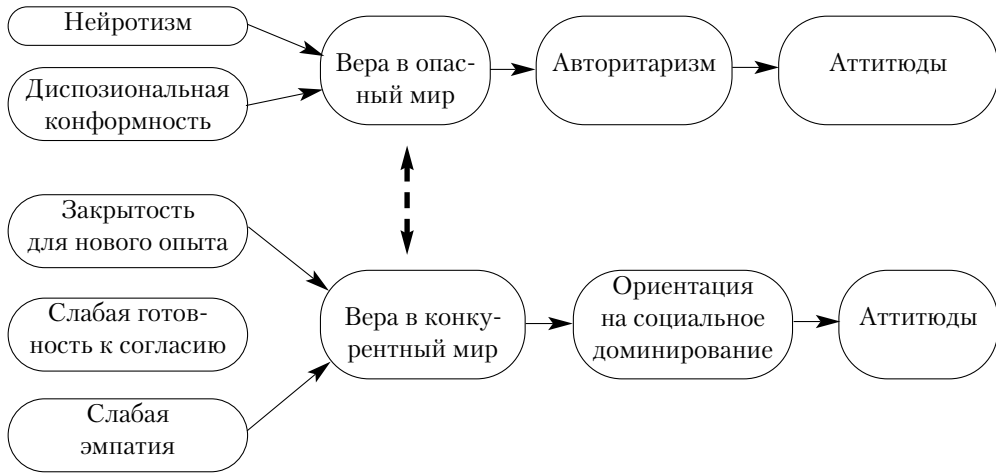 Нейротизм
Диспозиональная
конформность
Вера в опас-
ный мир
Авторитаризм
Аттитюды
Закрытость
для нового опыта
Слабая готов-
ность к согласию
Слабая
эмпатия
Вера в конку-
рентный мир
Ориентация
на социальное
доминирование
Аттитюды